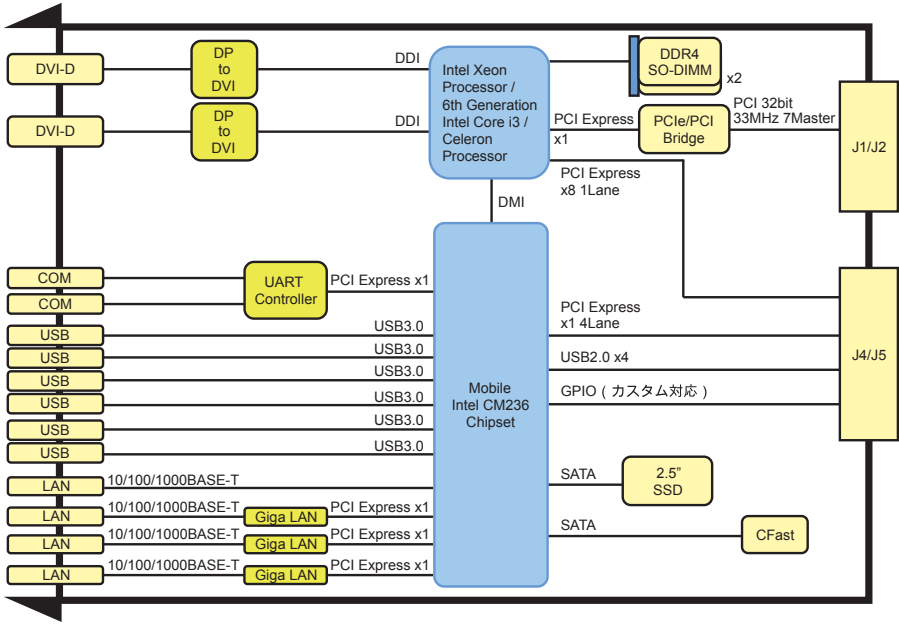 DVI-D
DP
to
DVI
DDI
DVI-D
DP
to
DVI
DDI
Intel Xeon
Processor /
6th Generation
Intel Core i3 /
Celeron
Processor
DDR4
SO-DIMM
x2
PCI Express
x1
PCIe/PCI
Bridge
PCI 32bit
33MHz 7Master
J1/J2
PCI Express
x8 1Lane
DMI
COM
COM
UART
Controller
PCI Express x1
USB
USB3.0
USB
USB3.0
USB
USB3.0
USB
USB3.0
USB
USB3.0
USB
USB3.0
LAN
10/100/1000BASE-T
LAN
10/100/1000BASE-T
Giga LAN
PCI Express x1
LAN
10/100/1000BASE-T
Giga LAN
PCI Express x1
LAN
10/100/1000BASE-T
Giga LAN
PCI Express x1
Mobile
Intel CM236
Chipset
PCI Express
x1 4Lane
USB2.0 x4
GPIO ( カスタム対応 )
J4/J5
SATA
2.5”
SSD
SATA
CFast